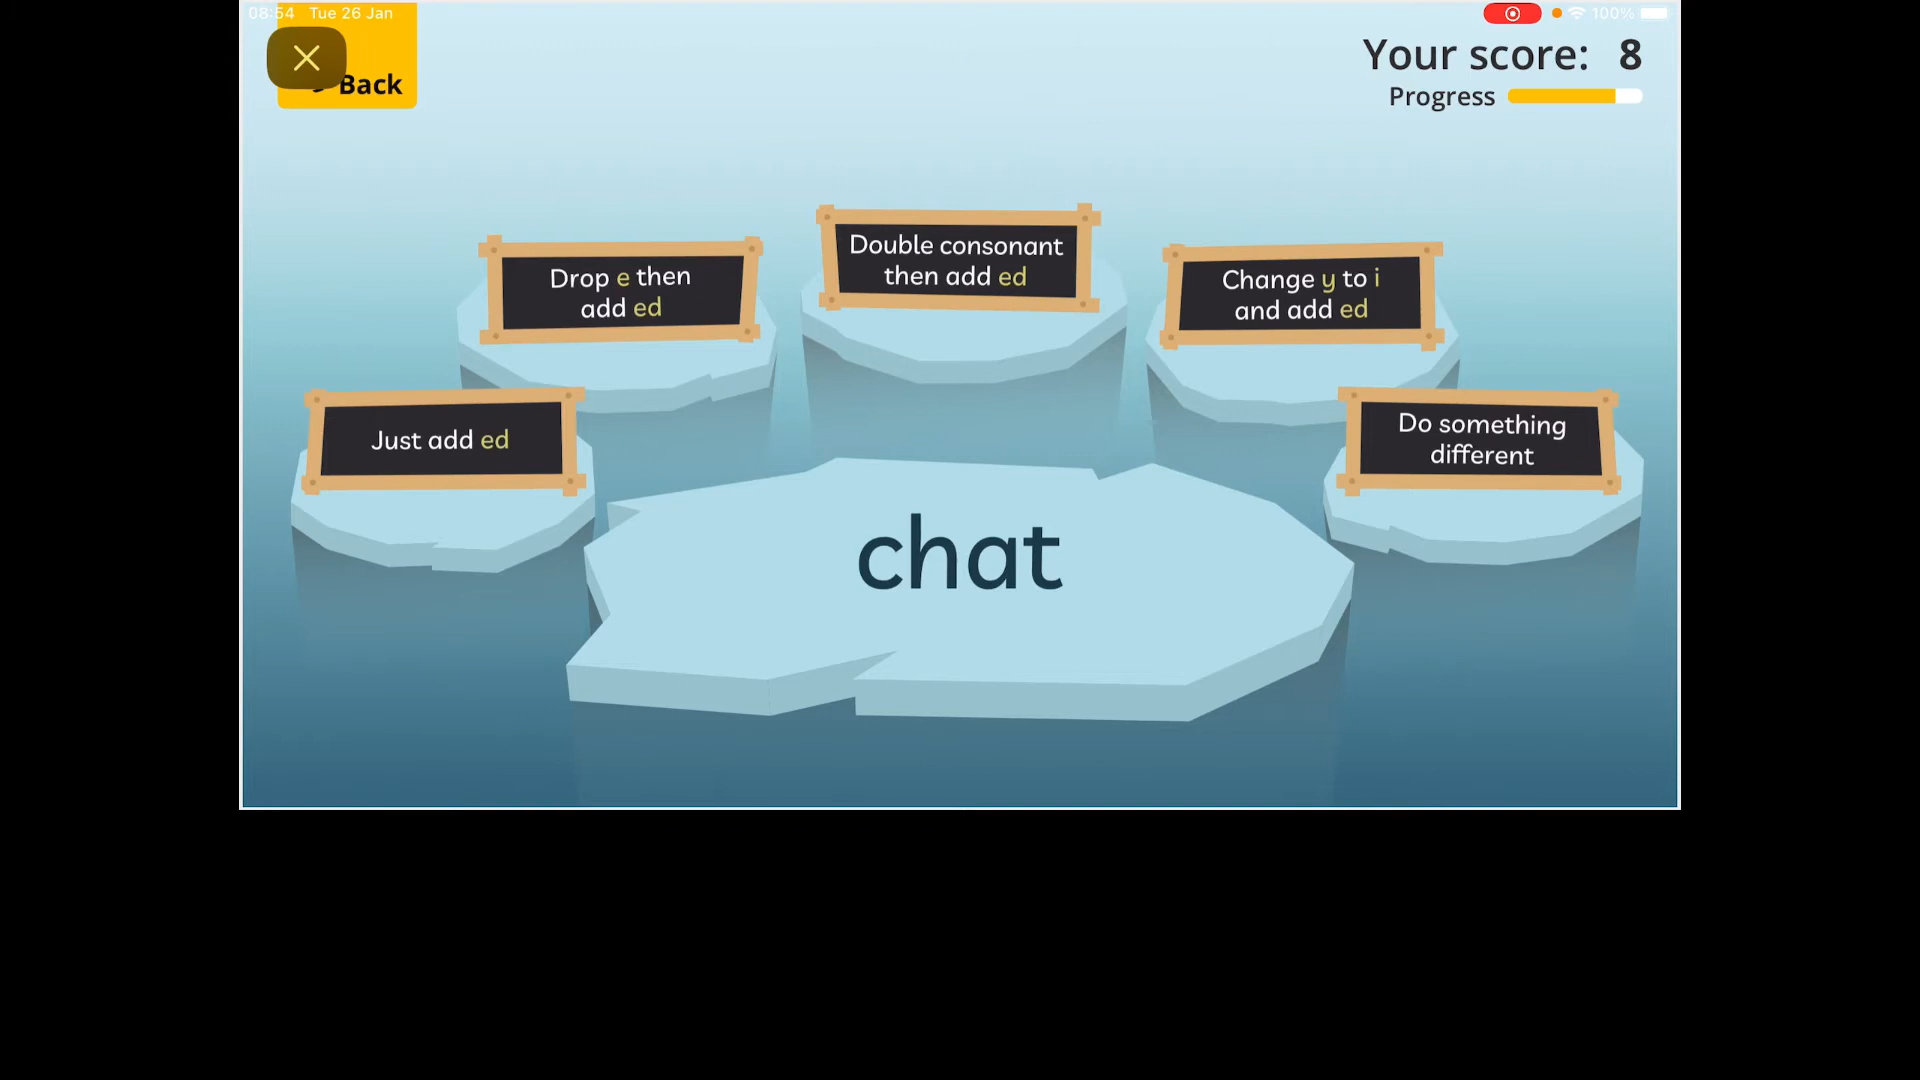 08:54 Tue 26 Jan
100%
Back
Your score: 8
Progress
Double consonant
then add ed
Drop e then
add ed
Change y to i
and add ed
Just add ed
Do something
different
chat